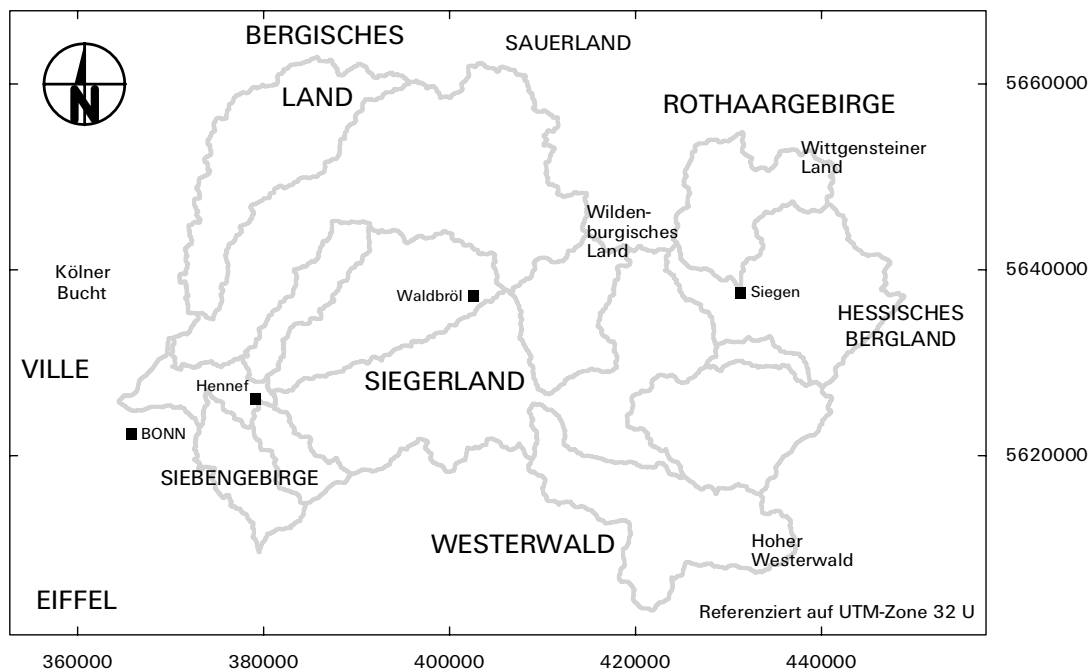 BERGISCHES
LAND
SAUERLAND
ROTHAARGEBIRGE
Wittgensteiner
Land
N
5660000
Wilden-
burgisches
Land
Kölner
Bucht
Waldbröl
Siegen
5640000
HESSISCHES
BERGLAND
VILLE
Hennef
SIEGERLAND
BONN
SIEBENGEBIRGE
5620000
WESTERWALD
Hoher
Westerwald
EIFFEL
Referenziert auf UTM-Zone 32 U
360000
380000
400000
420000
440000